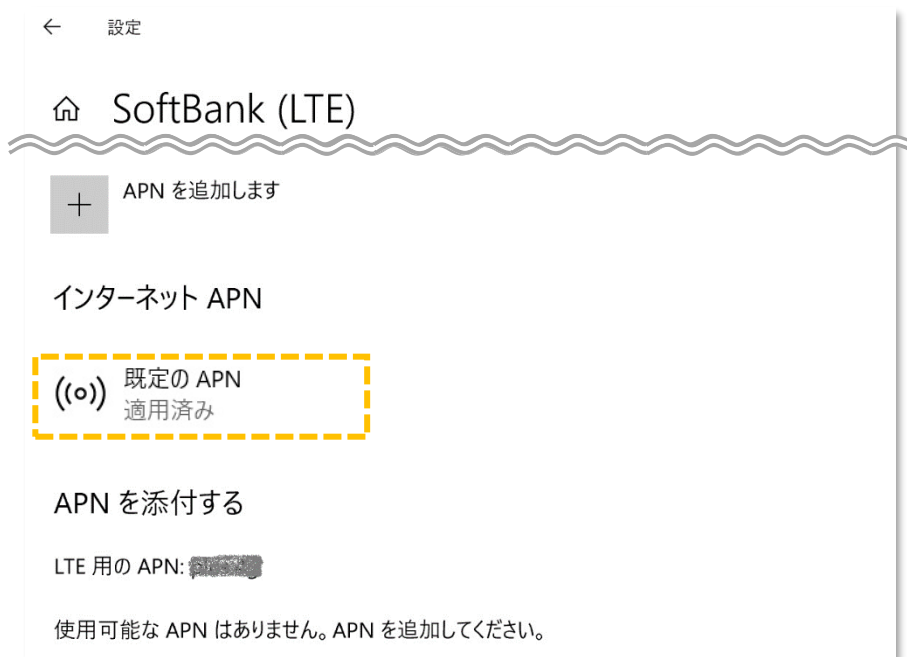 設定
SoftBank (LTE)
APN を追加します
インターネット APN
既定の APN
適用済み
APN を添付する
LTE 用の APN:
使用可能な APN はありません。APN を追加してください。